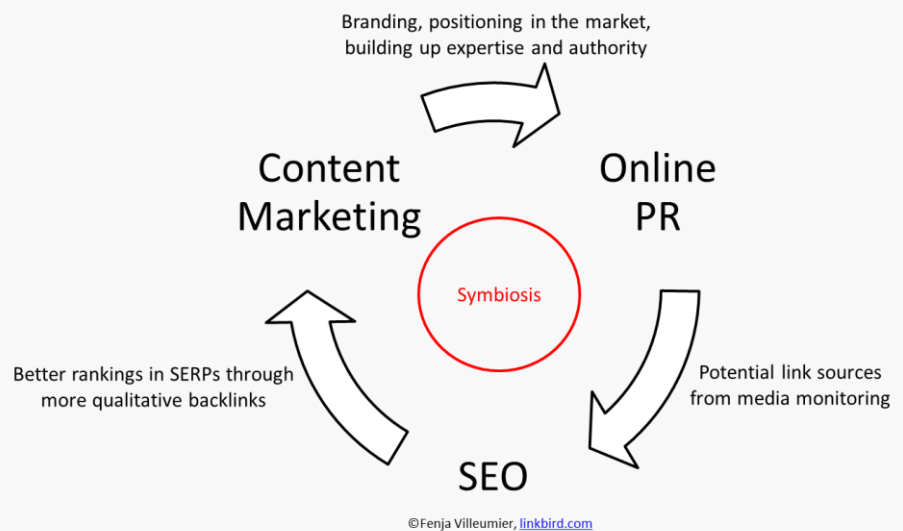 Branding, positioning in the market,
building up expertise and authority
Content
Marketing
Online
PR
Symbiosis
Better rankings in SERPs through
more qualitative backlinks
Potential link sources
from media monitoring
SEO
©Fenja Villeumier, linkbird.com